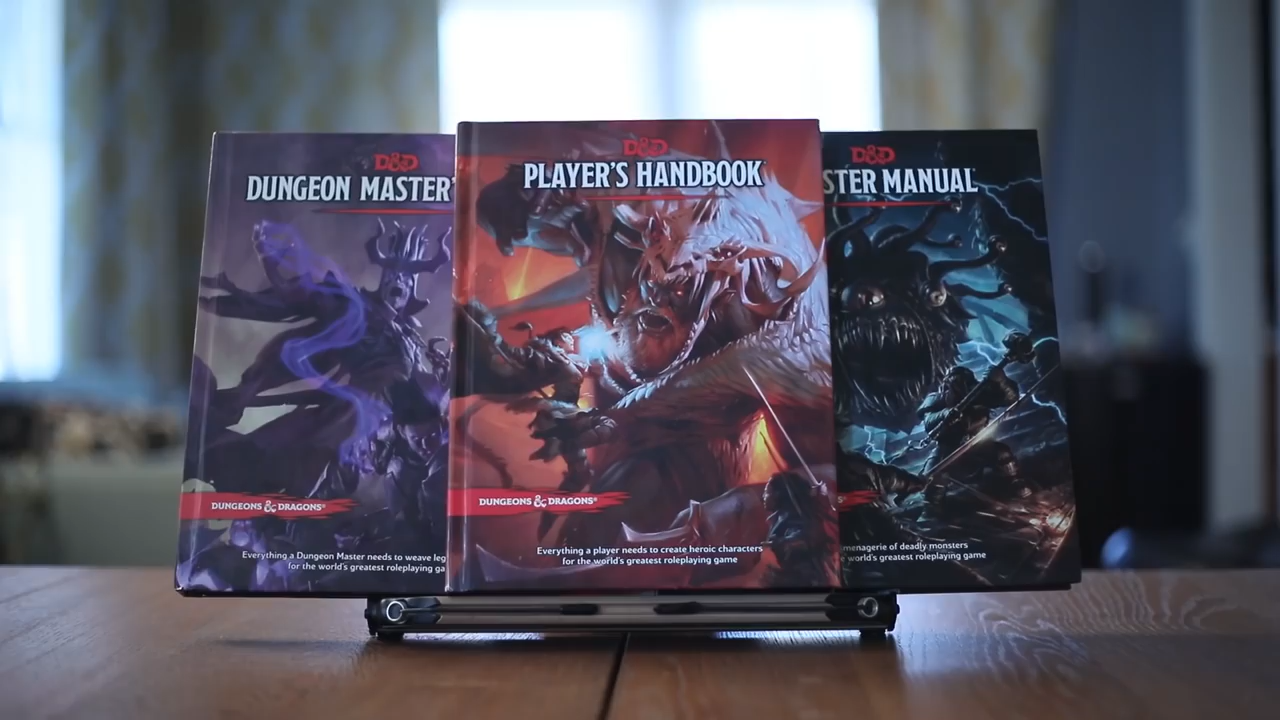 D&D
DUNGEON MASTER'
DUNGEONS & DRAGONS®
Everything a Dungeon Master needs to weave leg
for the world's greatest roleplaying ga
D&D
PLAYER'S HANDBOOK
DUNGEONS & DRAGONS®
Everything a player needs to create heroic characters
for the world's greatest roleplaying game
D&D
STER MANUAL
menagerie of deadly monsters
world's greatest roleplaying game